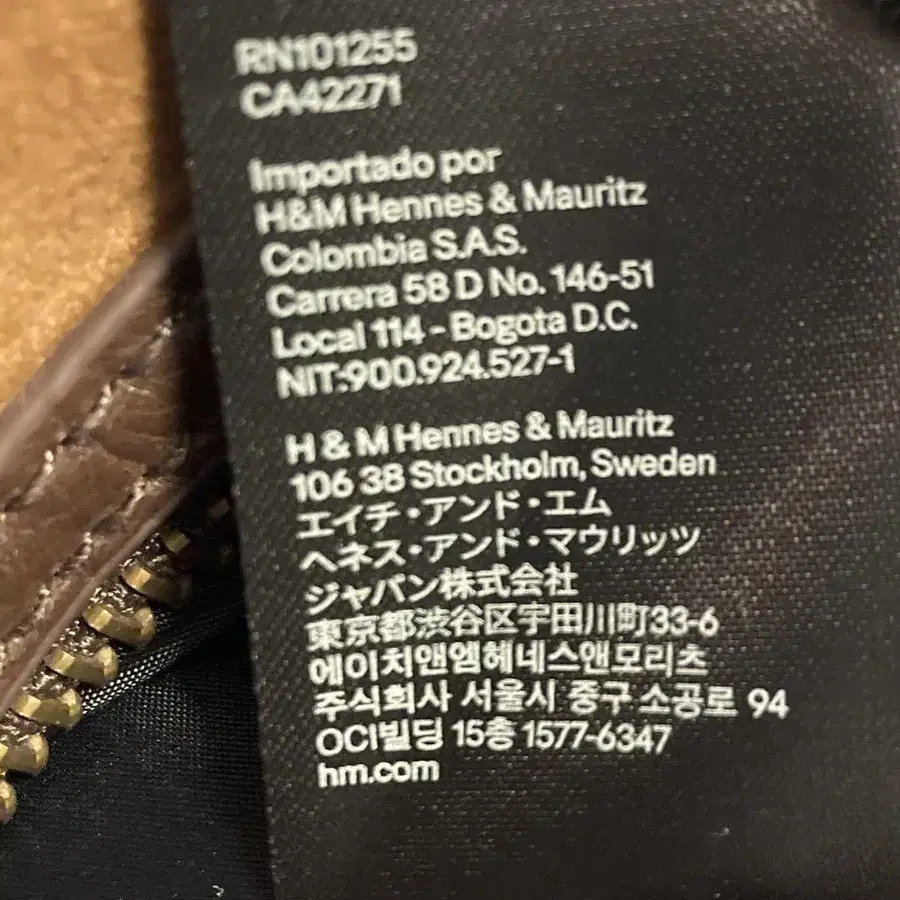 RN101255
CA42271
Importado por
H&M Hennes & Mauritz
Colombia S.A.S.
Carrera 58 D No. 146-51
Local 114 - Bogota D.C.
NIT:900.924.527-1
H & M Hennes & Mauritz
106 38 Stockholm, Sweden
エイチ・アンド・エム
ヘネス・アンド・マウリッツ
ジャパン株式会社
東京都渋谷区宇田川町33-6
에이치앤엠헤네스앤모리츠
주식회사 서울시 중구 소공로 94
OCI빌딩 15층 1577-6347
hm.com